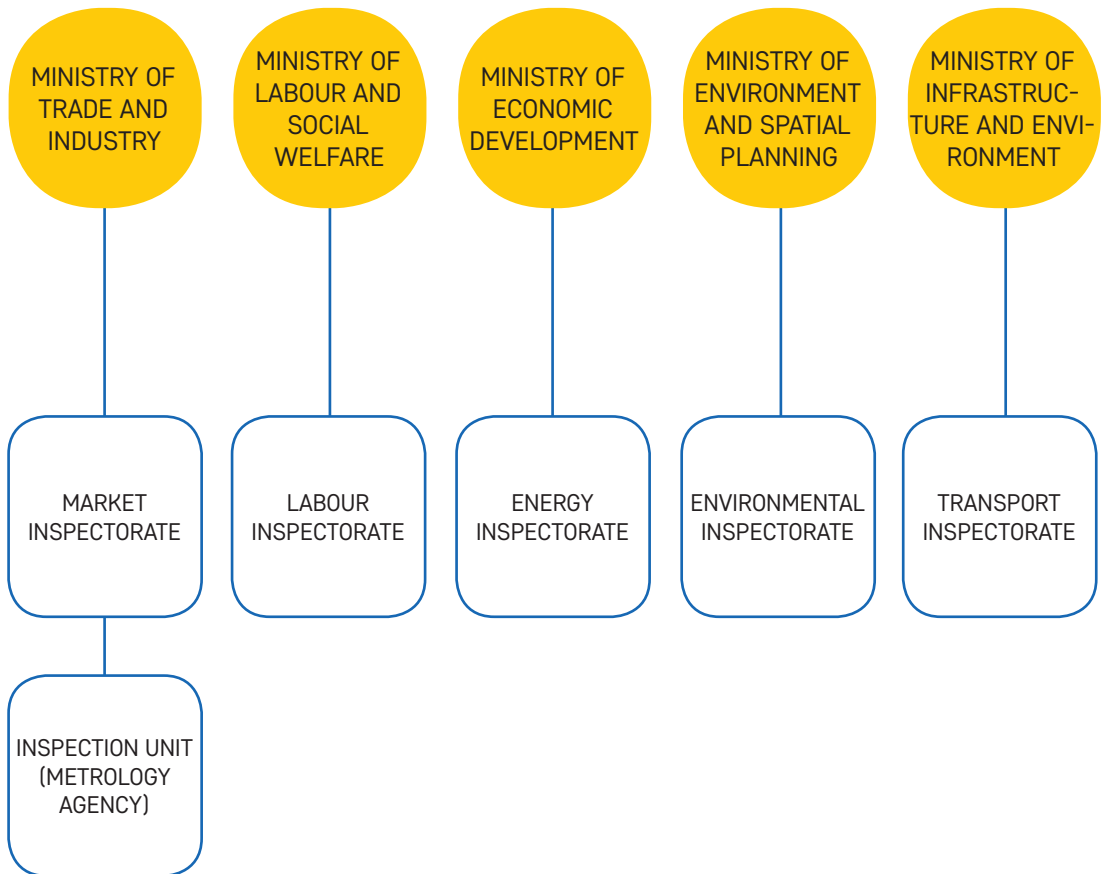 MINISTRY OF
TRADE AND
INDUSTRY
MINISTRY OF
LABOUR AND
SOCIAL
WELFARE
MINISTRY OF
ECONOMIC
DEVELOPMENT
MINISTRY OF
ENVIRONMENT
AND SPATIAL
PLANNING
MINISTRY OF
INFRASTRUC-
TURE AND ENVI-
RONMENT
MARKET
INSPECTORATE
LABOUR
INSPECTORATE
ENERGY
INSPECTORATE
ENVIRONMENTAL
INSPECTORATE
TRANSPORT
INSPECTORATE
INSPECTION UNIT
(METROLOGY
AGENCY)